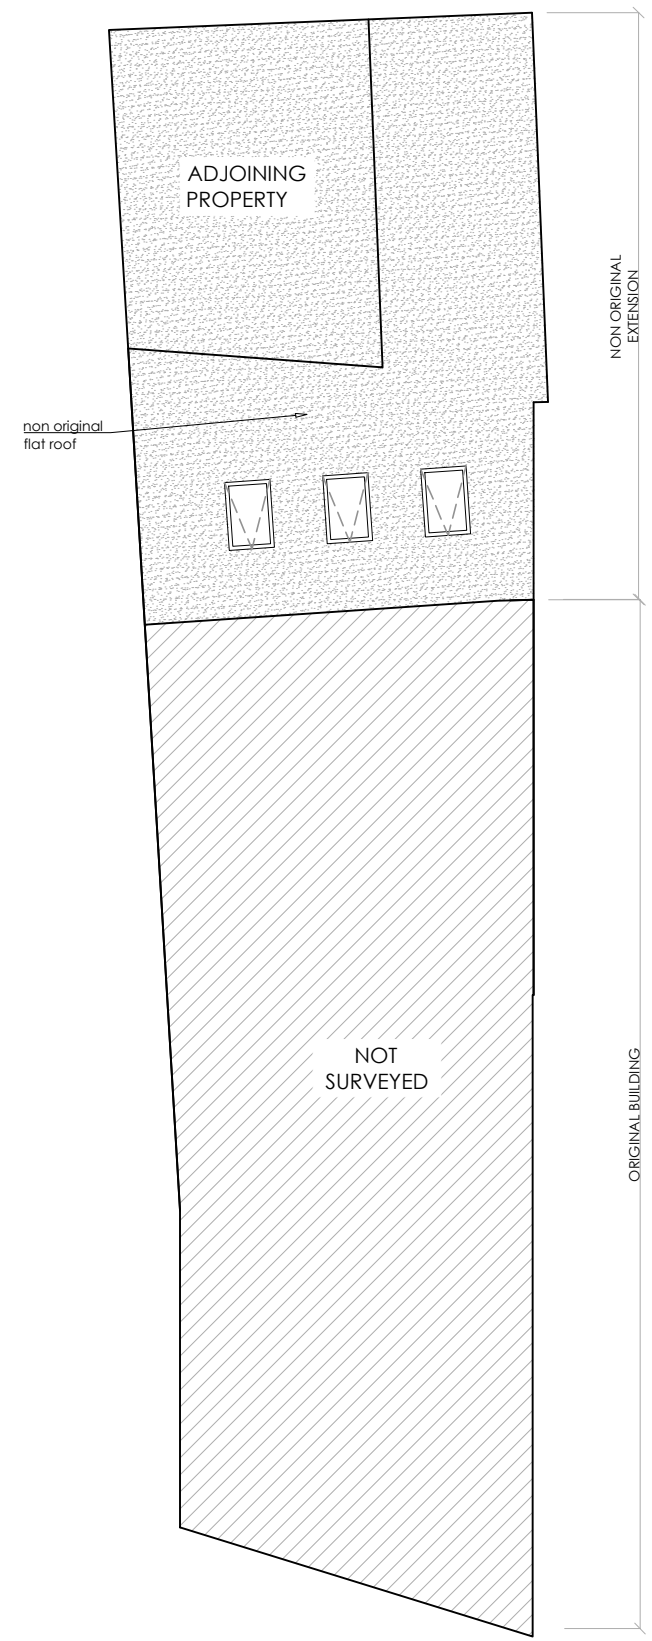 ADJOINING
PROPERTY
NON ORIGINAL
EXTENSION
non original
flat roof
NOT
SURVEYED
ORIGINAL BUILDING